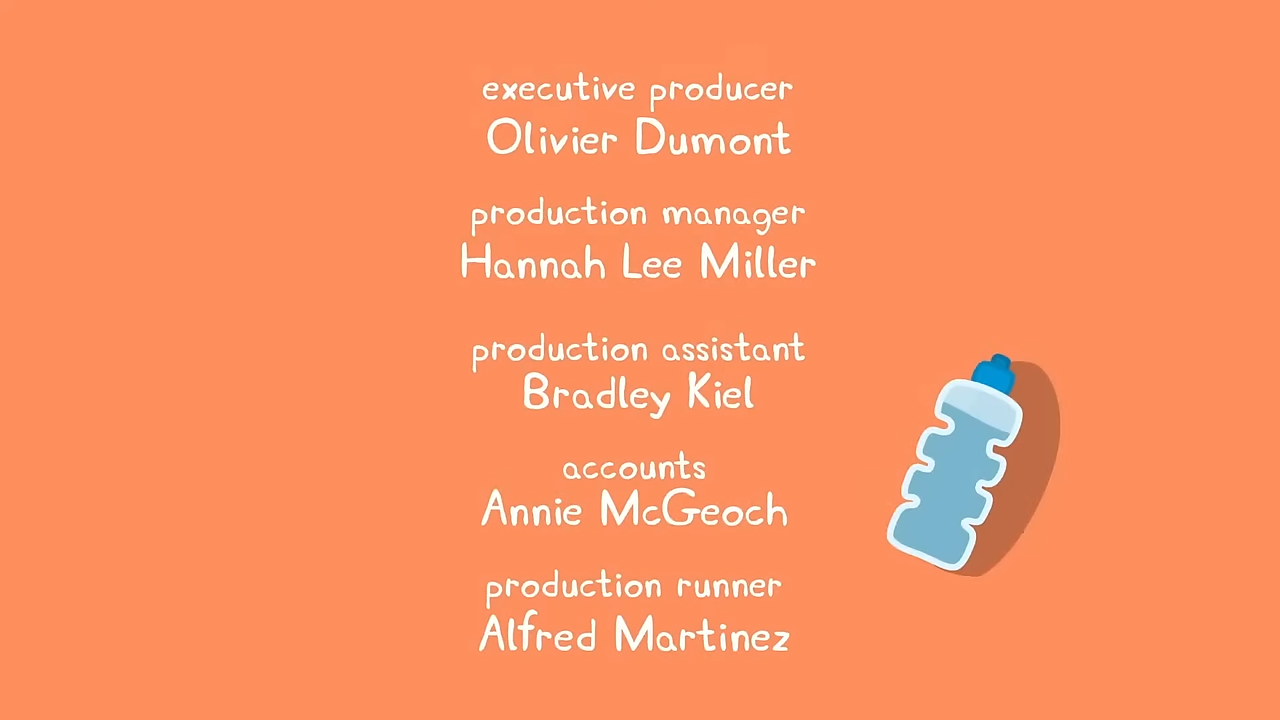 executive producer
Olivier Dumont
production manager
Hannah Lee Miller
production assistant
Bradley Kiel
accounts
Annie McGeoch
production runner
Alfred Martinez